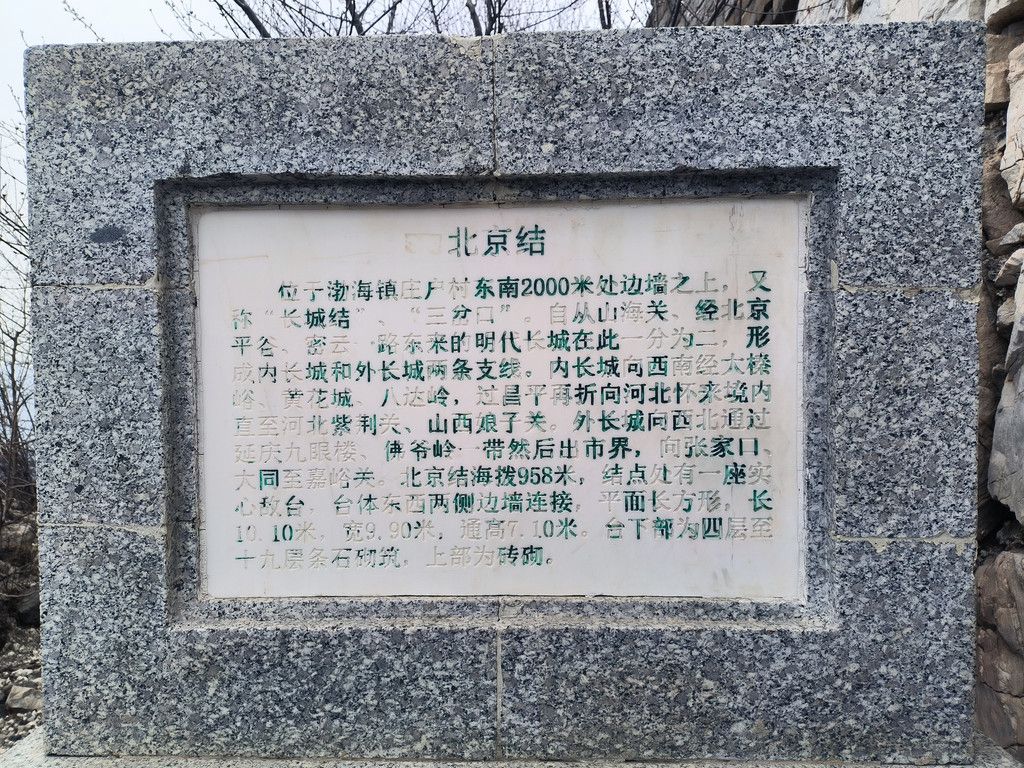 北京结
位于渤海镇庄户村东南2000米处边墙之上，又
称“长城结”、“三岔口”。自从山海关、经北京
平谷、密云一路东来的明代长城在此一分为二，形
成内长城和外长城两条支线。内长城向西南经大榛
峪、黄花城、八达岭，过昌平再折向河北怀来境内
直至河北紫荆关、山西娘子关。外长城向西北通过
延庆九眼楼、佛爷岭一带然后出市界，向张家口、
大同至嘉峪关。北京结海拨958米，结点处有一座实
心敌台，台体东西两侧边墙连接，平面长方形，长
10.10米，宽9.90米，通高7.10米。台下部为四层至
十九层条石砌筑，上部为砖砌。